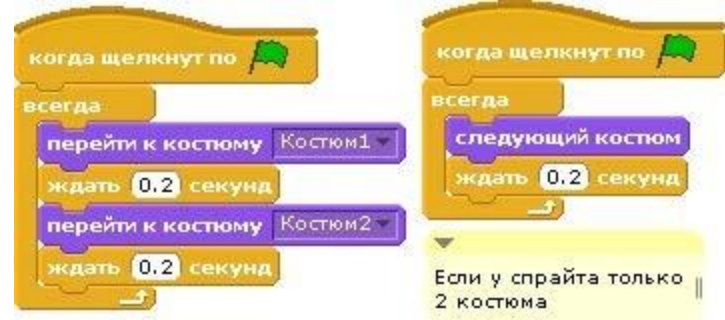 когда щелкнут по
всегда
перейти к костюму Костюм1
ждать 0.2 секунд
перейти к костюму Костюм2
ждать 0.2 секунд
когда щелкнут по
всегда
следующий костюм
ждать 0.2 секунд
Если у спрайта только
2 костюма